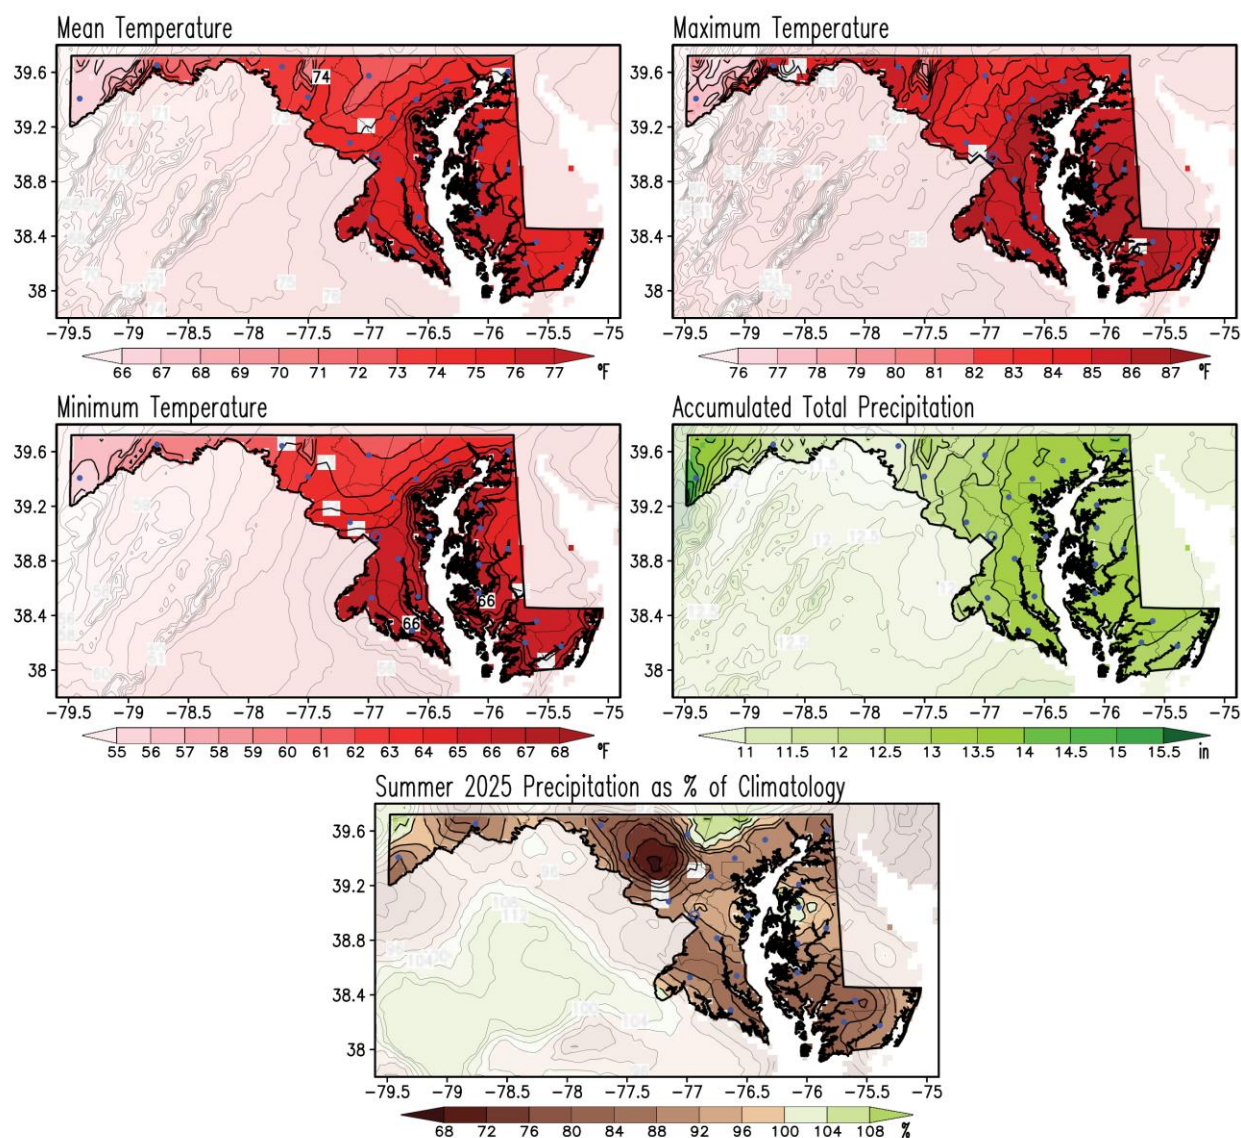 Mean Temperature
39.6
39.2
38.8
38.4
38
74
-79.5 -79 -78.5 -78 -77.5 -77 -76.5 -76 -75.5 -75
66 67 68 69 70 71 72 73 74 75 76 77 °F
Maximum Temperature
39.6
39.2
38.8
38.4
38
-79.5 -79 -78.5 -78 -77.5 -77 -76.5 -76 -75.5 -75
76 77 78 79 80 81 82 83 84 85 86 87 °F
Minimum Temperature
39.6
39.2
38.8
38.4
38
66
66
-79.5 -79 -78.5 -78 -77.5 -77 -76.5 -76 -75.5 -75
55 56 57 58 59 60 62 63 64 65 66 67 68 °F
Accumulated Total Precipitation
39.6
39.2
38.8
38.4
38
12
12.5
12.5
-79.5 -79 -78.5 -78 -77.5 -77 -76.5 -76 -75.5 -75
11 11.5 12 12.5 13 13.5 14 14.5 15 15.5 in
Summer 2025 Precipitation as % of Climatology
39.6
39.2
38.8
38.4
38
108
112
104
100
104
-79.5 -79 -78.5 -78 -77.5 -77 -76.5 -76 -75.5 -75
68 72 76 80 84 88 92 96 100 104 108 %